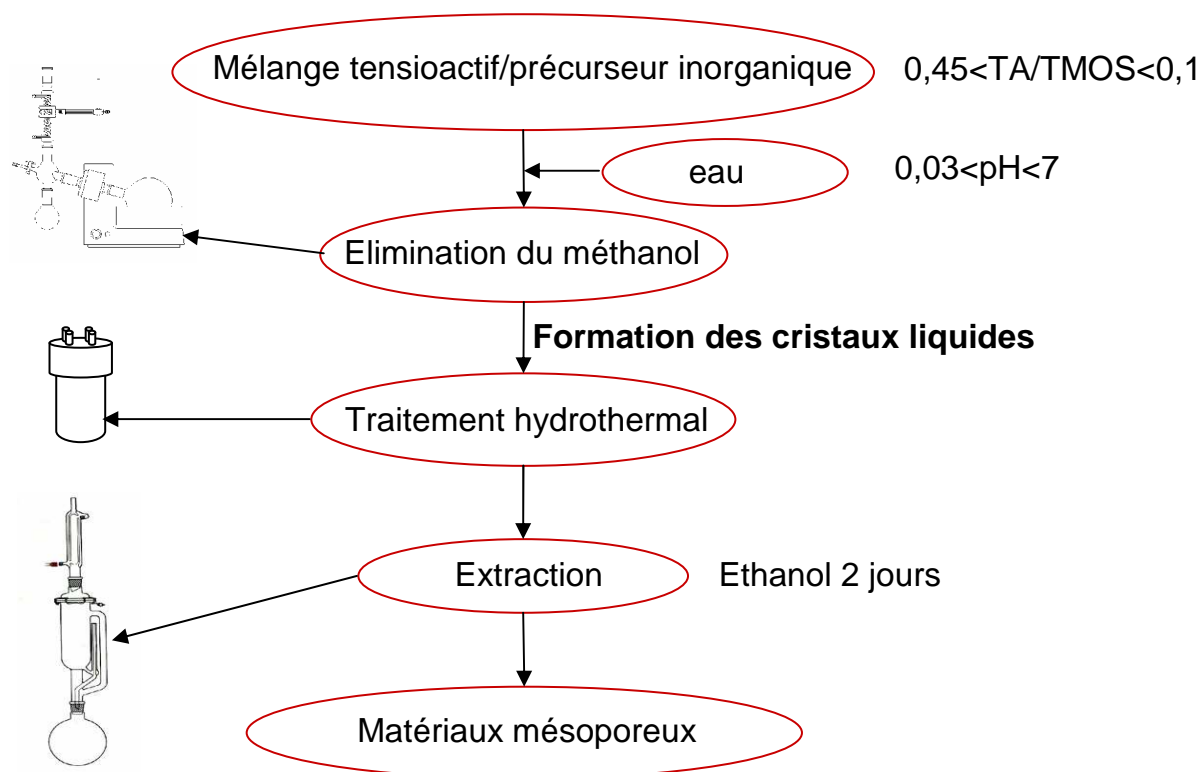 Mélange tensioactif/précurseur inorganique
0,45<TA/TMOS<0,1
eau
0,03<pH<7
Elimination du méthanol
Formation des cristaux liquides
Traitement hydrothermal
Extraction
Ethanol 2 jours
Matériaux mésoporeux